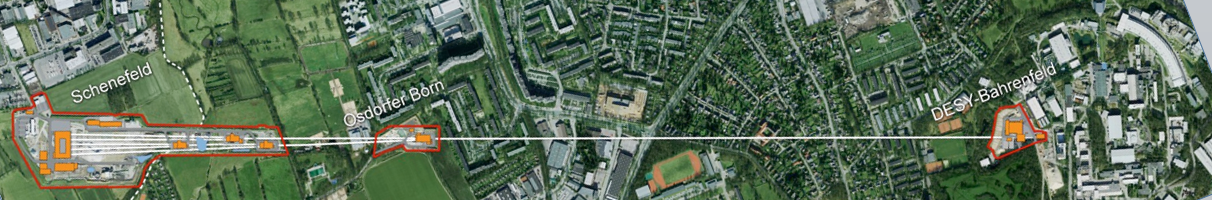 Schenefeld
Osdorfer Born
DESY-Bahrenfeld